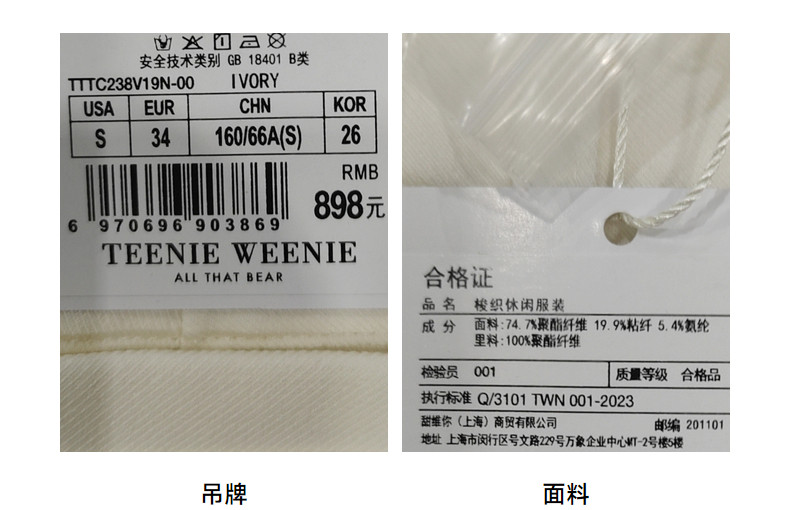 安全技术类别 GB 18401 B类
TTTC238V19N-00 IVORY
USA EUR CHN KOR
S 34 160/66A(S) 26
RMB
898元
6 970696 903869
TEENIE WEENIE
ALL THAT BEAR
吊牌
合格证
品名 梭织休闲服装
成分 面料:74.7%聚酯纤维 19.9%粘纤 5.4%氨纶
里料:100%聚酯纤维
检验员 001 质量等级 合格品
执行标准 Q/3101 TWN 001-2023
甜维你（上海）商贸有限公司 邮编 201101
地址 上海市闵行区号文路229号万象企业中心MT-2号楼5楼
面料